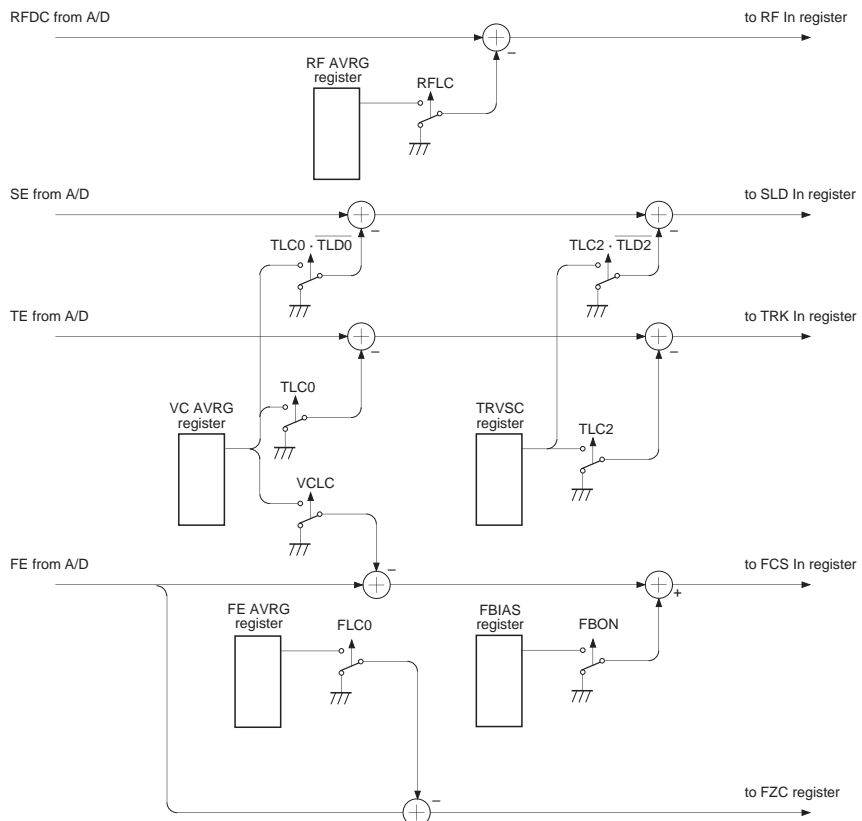 RFDC from A/D
to RF In register
RF AVRG
register
RFLC
−
SE from A/D
to SLD In register
−
−
TLC0 · T̅L̅D̅0̅
TLC2 · T̅L̅D̅2̅
TE from A/D
to TRK In register
−
−
TLC0
VC AVRG
register
TRVSC
register
TLC2
VCLC
−
FE from A/D
to FCS In register
+
FE AVRG
register
FLC0
FBIAS
register
FBON
−
to FZC register